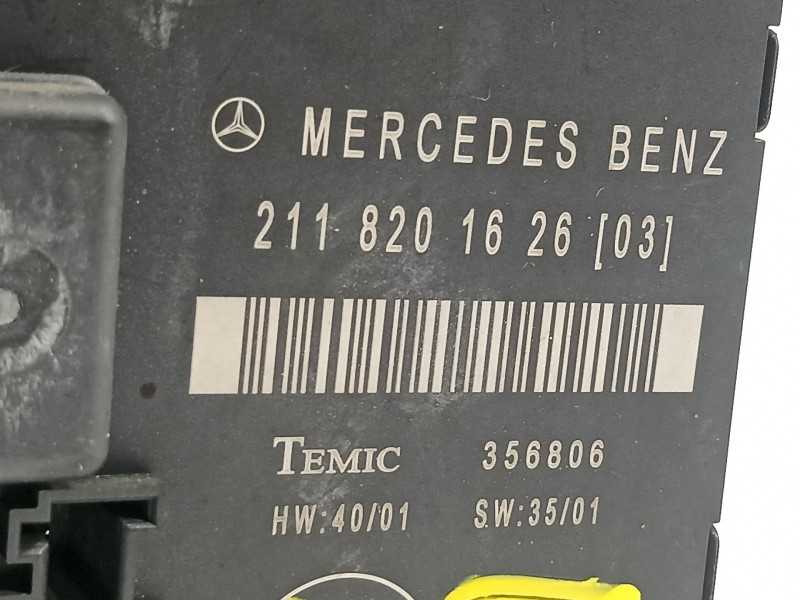 MERCEDES BENZ
211 820 16 26 [03]
TEMIC 356806
HW:40/01 SW:35/01